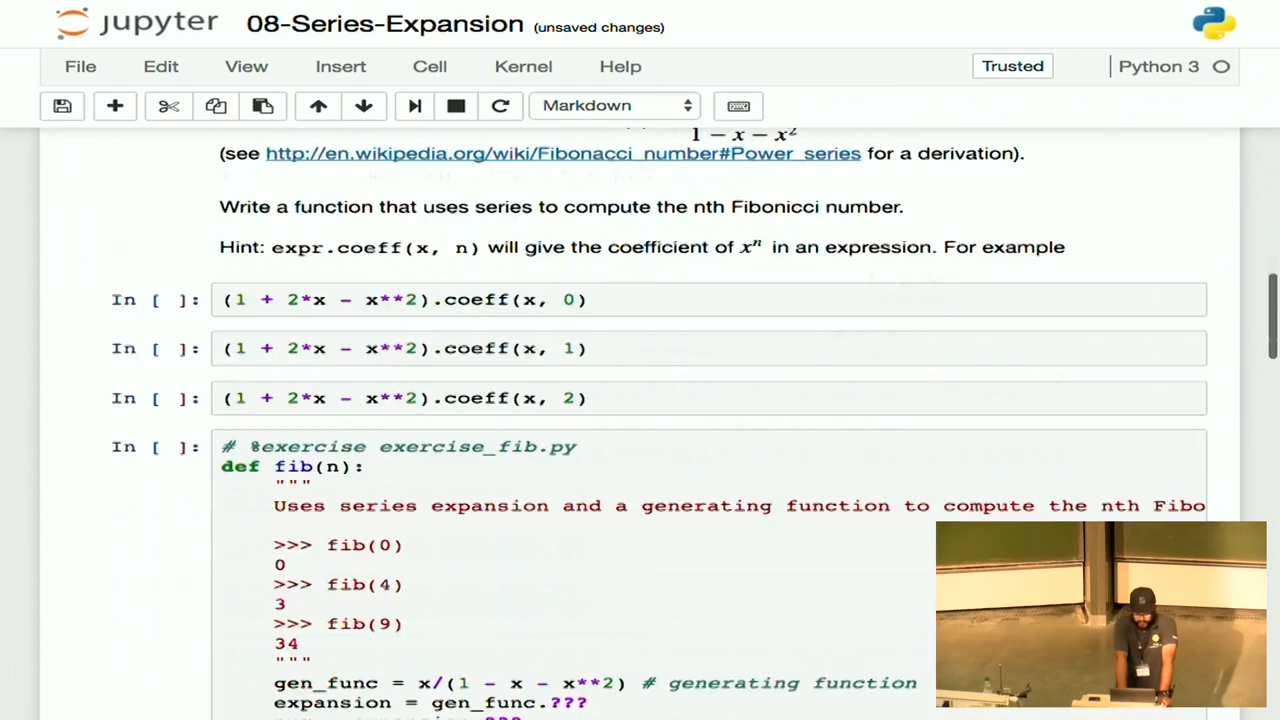 jupyter 08-Series-Expansion (unsaved changes)
File Edit View Insert Cell Kernel Help Trusted Python 3
Markdown
1 − x − x²
(see http://en.wikipedia.org/wiki/Fibonacci_number#Power_series for a derivation).
Write a function that uses series to compute the nth Fibonicci number.
Hint: expr.coeff(x, n) will give the coefficient of xⁿ in an expression. For example
In [ ]: (1 + 2*x - x**2).coeff(x, 0)
In [ ]: (1 + 2*x - x**2).coeff(x, 1)
In [ ]: (1 + 2*x - x**2).coeff(x, 2)
In [ ]: # %exercise exercise_fib.py
def fib(n):
"""
Uses series expansion and a generating function to compute the nth Fibo
>>> fib(0)
0
>>> fib(4)
3
>>> fib(9)
34
"""
gen_func = x/(1 - x - x**2) # generating function
expansion = gen_func.???